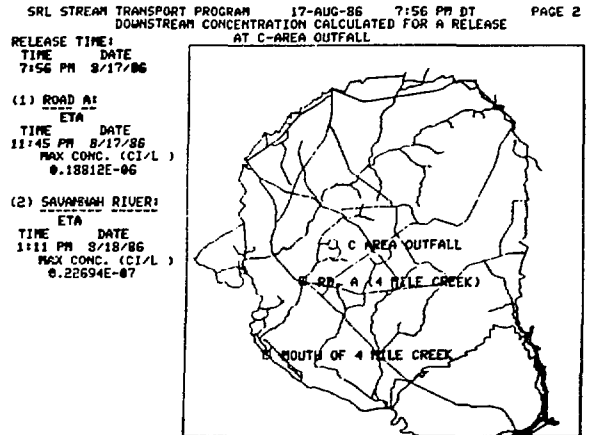 SRL STREAM TRANSPORT PROGRAM 17-AUG-86 7:56 PM DT PAGE 2
DOWNSTREAM CONCENTRATION CALCULATED FOR A RELEASE
AT C-AREA OUTFALL
RELEASE TIME:
TIME DATE
7:56 PM 8/17/86
(1) ROAD A:
ETA
TIME DATE
11:45 PM 8/17/86
MAX CONC. (CI/L )
0.18812E-06
(2) SAVANNAH RIVER:
ETA
TIME DATE
1:11 PM 8/18/86
MAX CONC. (CI/L )
0.22694E-07
C AREA OUTFALL
RD. A (4 MILE CREEK)
MOUTH OF 4 MILE CREEK